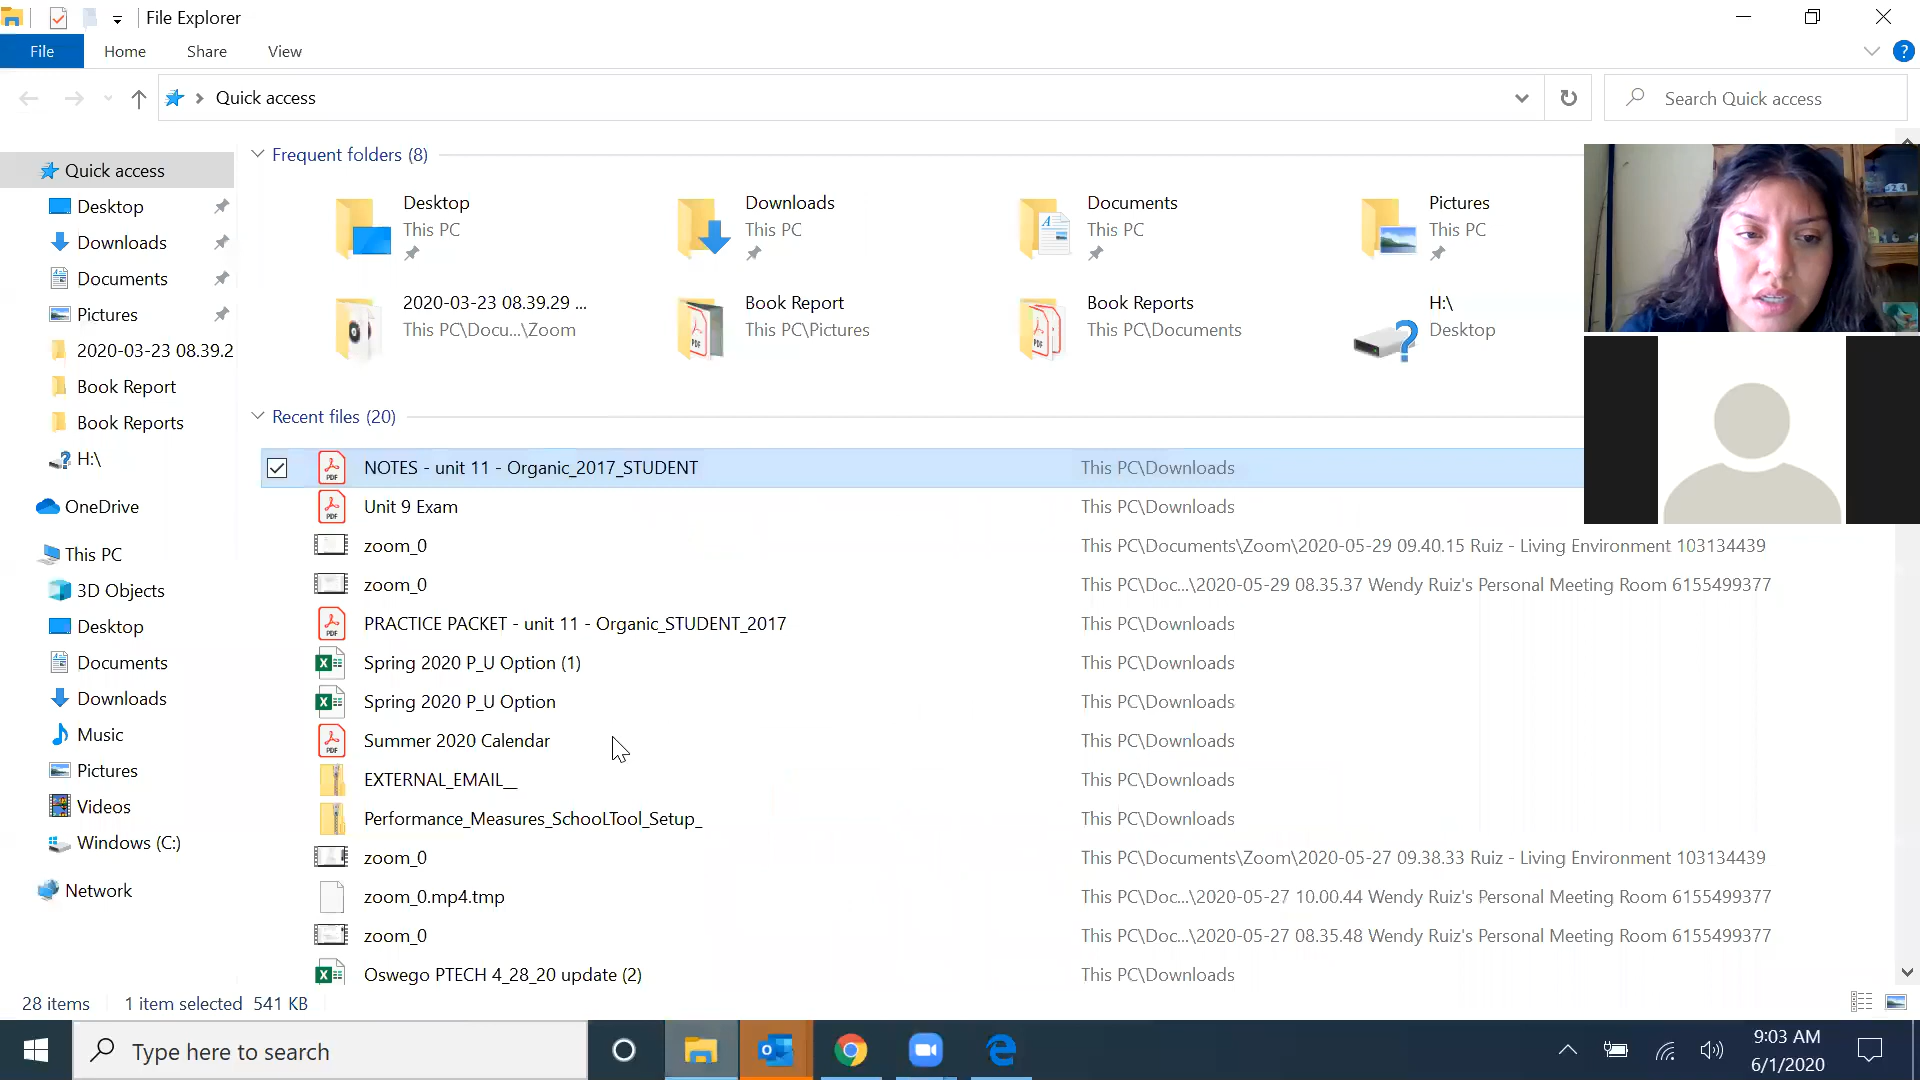 File Explorer
File Home Share View
Quick access
Search Quick access
Quick access
Desktop
Downloads
Documents
Pictures
2020-03-23 08.39.2
Book Report
Book Reports
H:\
OneDrive
This PC
3D Objects
Desktop
Documents
Downloads
Music
Pictures
Videos
Windows (C:)
Network
Frequent folders (8)
Desktop
This PC
Downloads
This PC
Documents
This PC
Pictures
This PC
2020-03-23 08.39.29 ...
This PC\Docu...\Zoom
Book Report
This PC\Pictures
Book Reports
This PC\Documents
H:\
Desktop
Recent files (20)
NOTES - unit 11 - Organic_2017_STUDENT This PC\Downloads
Unit 9 Exam This PC\Downloads
zoom_0 This PC\Documents\Zoom\2020-05-29 09.40.15 Ruiz - Living Environment 103134439
zoom_0 This PC\Doc...\2020-05-29 08.35.37 Wendy Ruiz's Personal Meeting Room 6155499377
PRACTICE PACKET - unit 11 - Organic_STUDENT_2017 This PC\Downloads
Spring 2020 P_U Option (1) This PC\Downloads
Spring 2020 P_U Option This PC\Downloads
Summer 2020 Calendar This PC\Downloads
EXTERNAL_EMAIL__ This PC\Downloads
Performance_Measures_SchooLTool_Setup_ This PC\Downloads
zoom_0 This PC\Documents\Zoom\2020-05-27 09.38.33 Ruiz - Living Environment 103134439
zoom_0.mp4.tmp This PC\Doc...\2020-05-27 10.00.44 Wendy Ruiz's Personal Meeting Room 6155499377
zoom_0 This PC\Doc...\2020-05-27 08.35.48 Wendy Ruiz's Personal Meeting Room 6155499377
Oswego PTECH 4_28_20 update (2) This PC\Downloads
28 items 1 item selected 541 KB
Type here to search
9:03 AM
6/1/2020